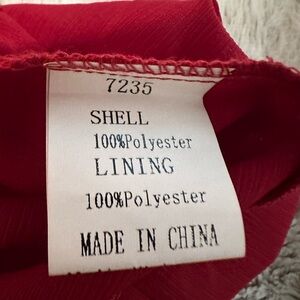 7235
SHELL
100%Polyester
LINING
100%Polyester
MADE IN CHINA